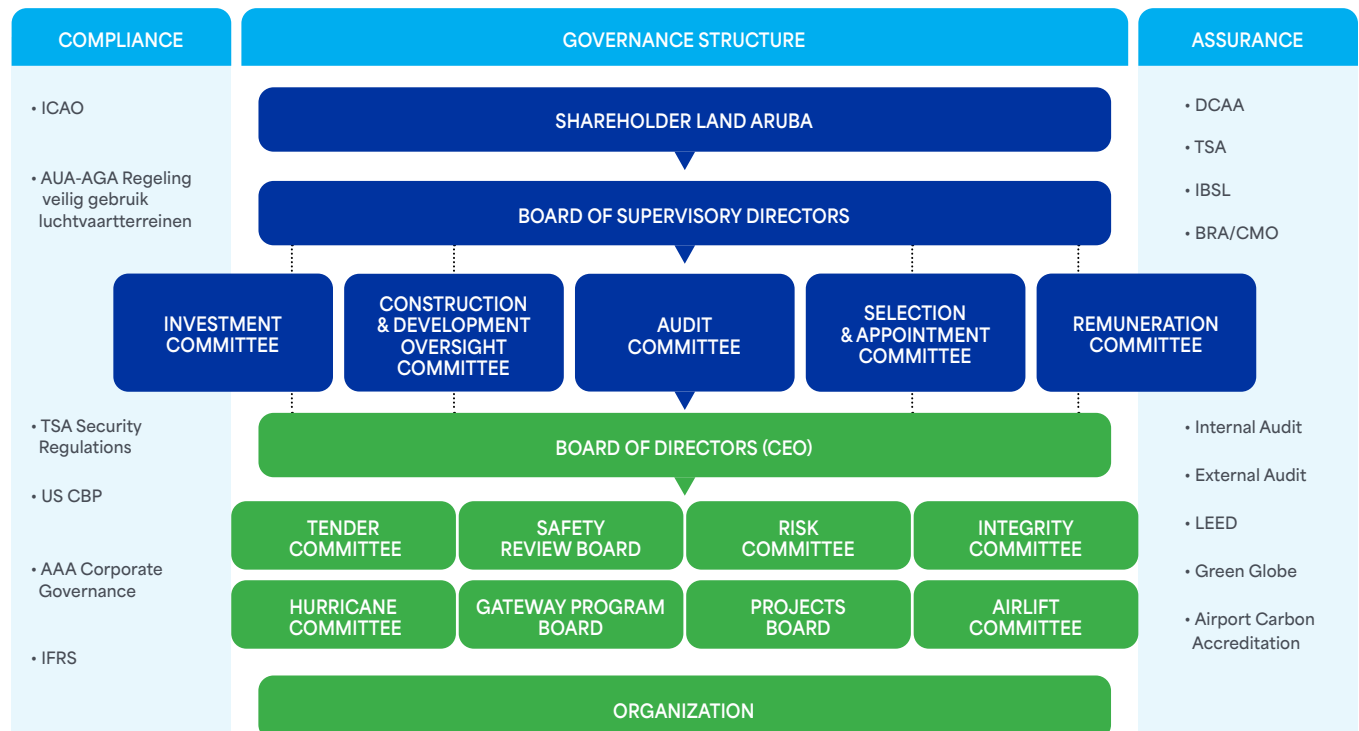 COMPLIANCE
• ICAO
• AUA-AGA Regeling
veilig gebruik
luchtvaartterreinen
• TSA Security
Regulations
• US CBP
• AAA Corporate
Governance
• IFRS
GOVERNANCE STRUCTURE
SHAREHOLDER LAND ARUBA
BOARD OF SUPERVISORY DIRECTORS
INVESTMENT
COMMITTEE
CONSTRUCTION
& DEVELOPMENT
OVERSIGHT
COMMITTEE
AUDIT
COMMITTEE
SELECTION
& APPOINTMENT
COMMITTEE
REMUNERATION
COMMITTEE
BOARD OF DIRECTORS (CEO)
TENDER
COMMITTEE
SAFETY
REVIEW BOARD
RISK
COMMITTEE
INTEGRITY
COMMITTEE
HURRICANE
COMMITTEE
GATEWAY PROGRAM
BOARD
PROJECTS
BOARD
AIRLIFT
COMMITTEE
ORGANIZATION
ASSURANCE
• DCAA
• TSA
• IBSL
• BRA/CMO
• Internal Audit
• External Audit
• LEED
• Green Globe
• Airport Carbon
Accreditation